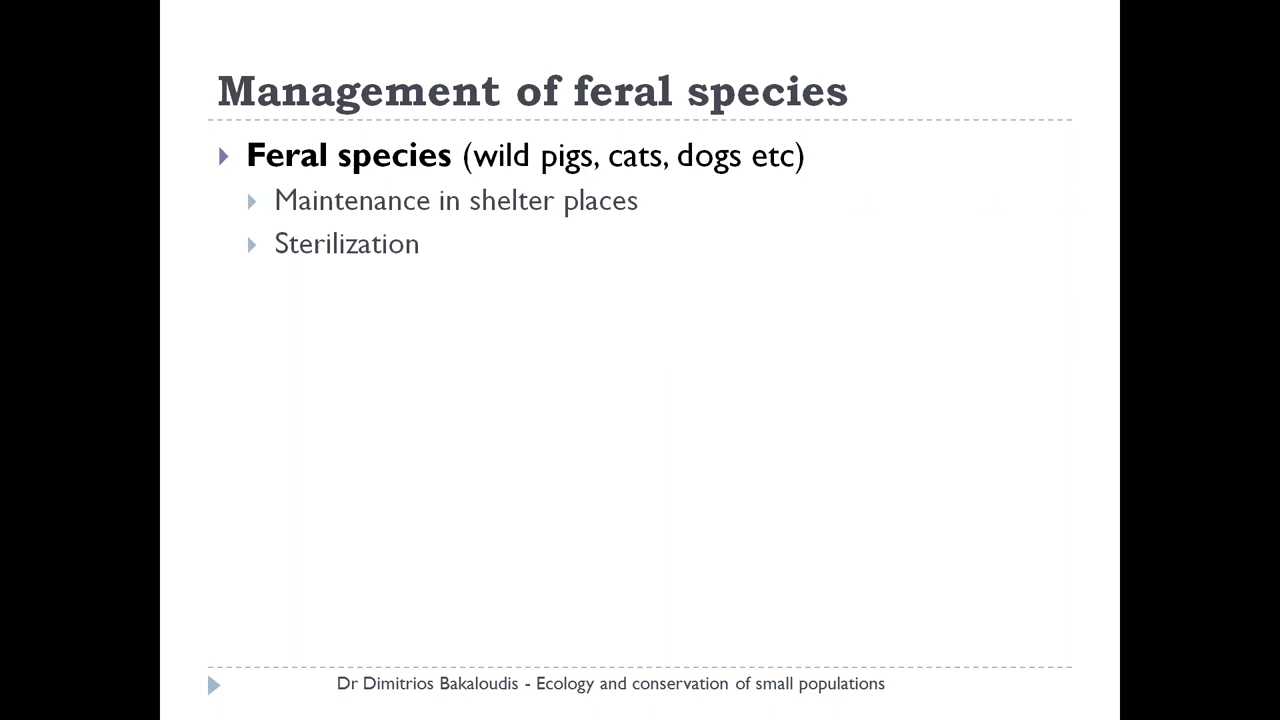 Management of feral species
Feral species (wild pigs, cats, dogs etc)
Maintenance in shelter places
Sterilization
Dr Dimitrios Bakaloudis - Ecology and conservation of small populations